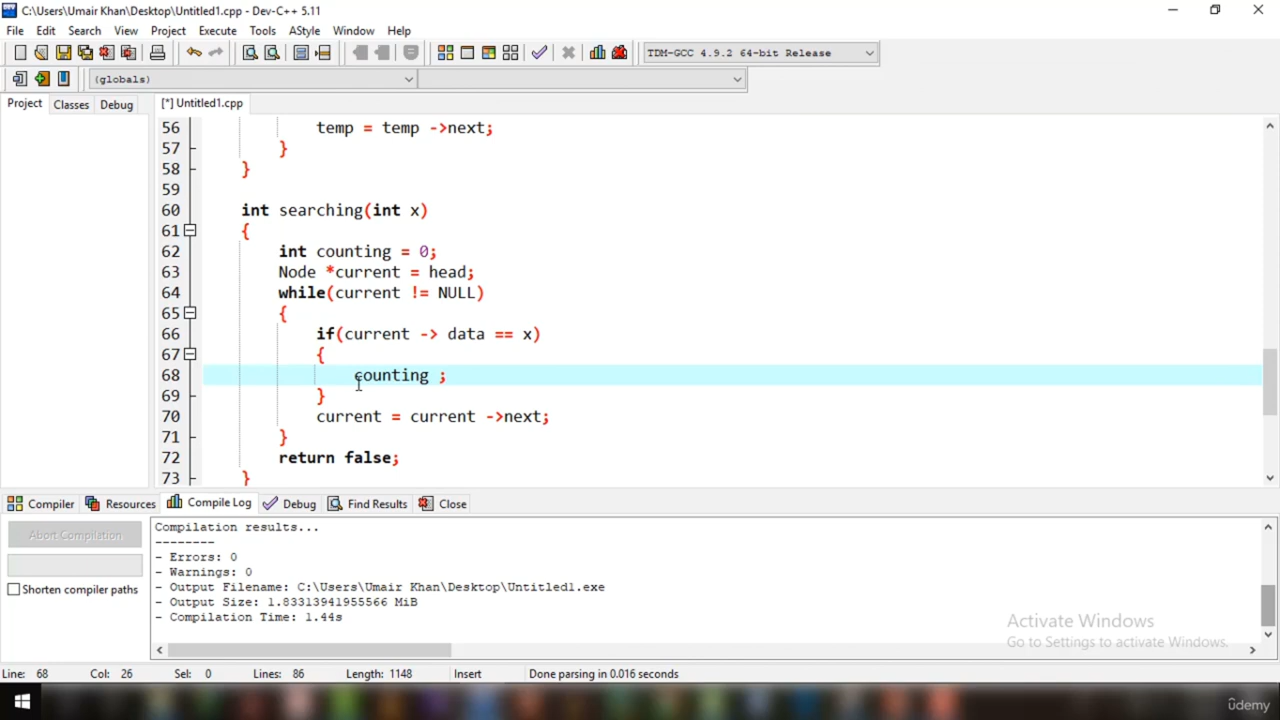 C:\Users\Umair Khan\Desktop\Untitled1.cpp - Dev-C++ 5.11
File Edit Search View Project Execute Tools AStyle Window Help
TDM-GCC 4.9.2 64-bit Release
(globals)
Project Classes Debug [*] Untitled1.cpp
56 temp = temp ->next;
57 }
58 }
59
60 int searching(int x)
61 {
62 int counting = 0;
63 Node *current = head;
64 while(current != NULL)
65 {
66 if(current -> data == x)
67 {
68 counting ;
69 }
70 current = current ->next;
71 }
72 return false;
73 }
Compiler Resources Compile Log Debug Find Results Close
Abort Compilation
Shorten compiler paths
Compilation results...
--------
- Errors: 0
- Warnings: 0
- Output Filename: C:\Users\Umair Khan\Desktop\Untitled1.exe
- Output Size: 1.83313941955566 MiB
- Compilation Time: 1.44s
Activate Windows
Go to Settings to activate Windows.
Line: 68 Col: 26 Sel: 0 Lines: 86 Length: 1148 Insert Done parsing in 0.016 seconds
ûdemy